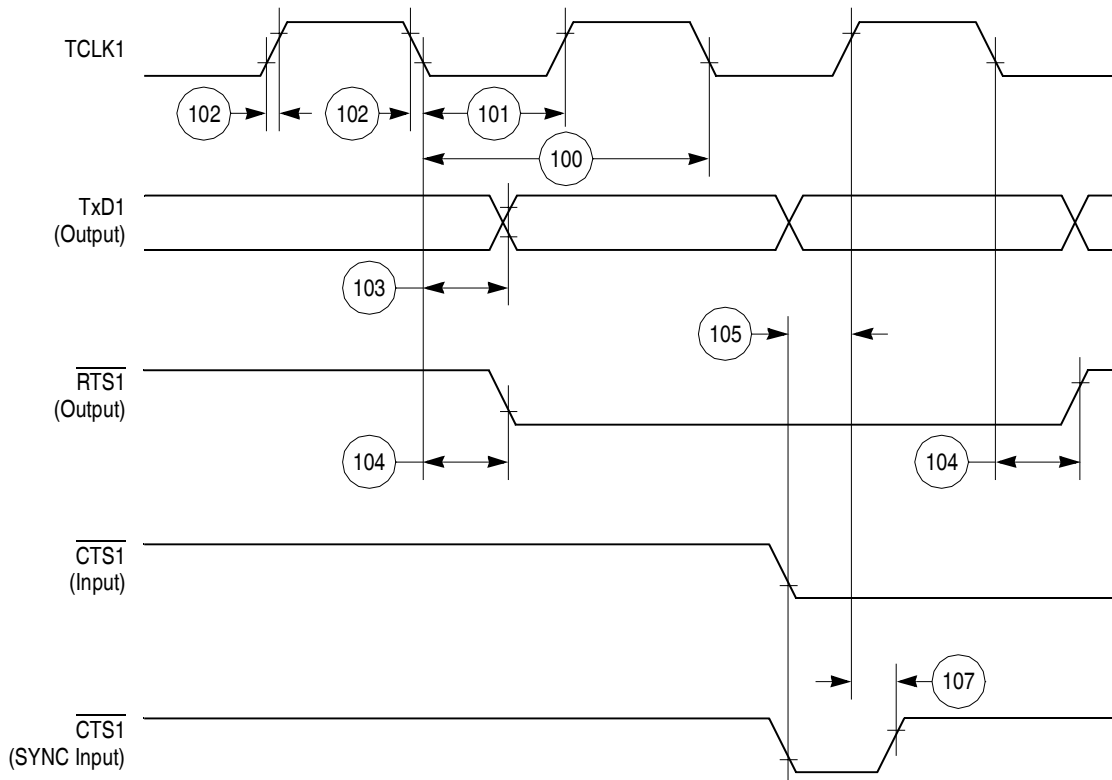 TCLK1
102
102
101
100
TxD1
(Output)
103
105
RTS1
(Output)
104
104
CTS1
(Input)
107
CTS1
(SYNC Input)